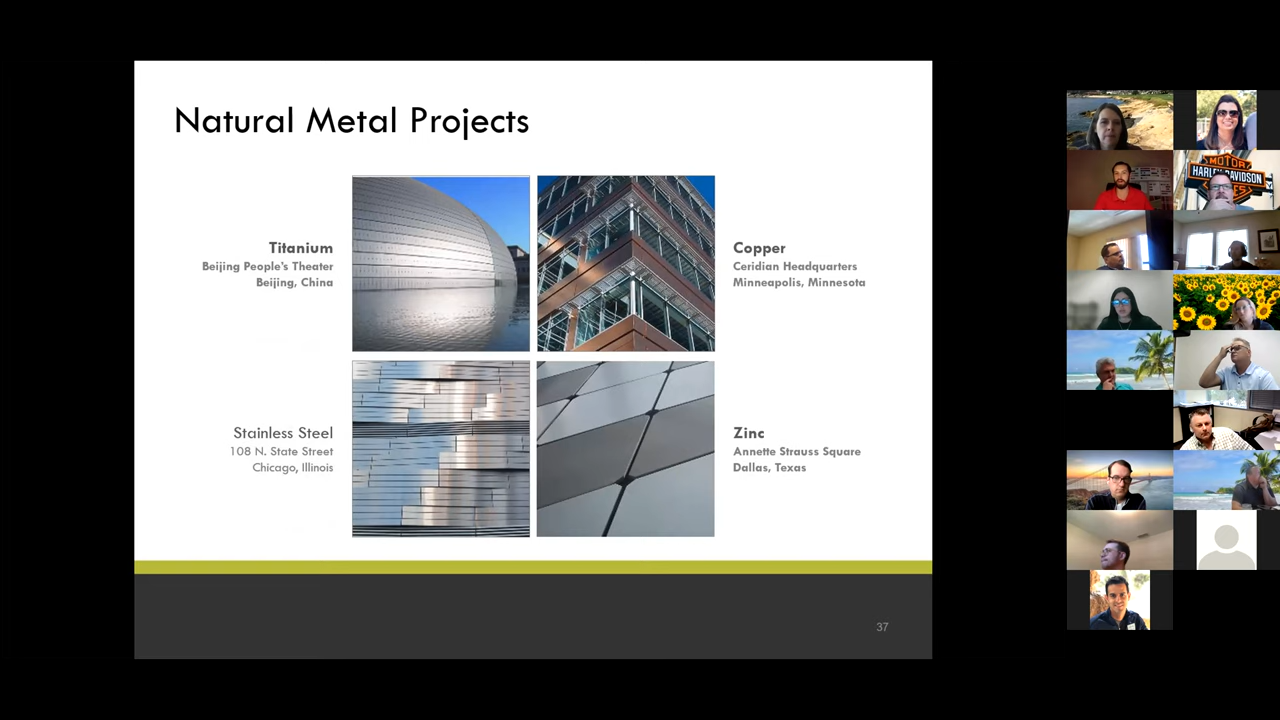 Natural Metal Projects
Titanium
Beijing People's Theater
Beijing, China
Copper
Ceridian Headquarters
Minneapolis, Minnesota
Stainless Steel
108 N. State Street
Chicago, Illinois
Zinc
Annette Strauss Square
Dallas, Texas
37
MOTOR
HARLEY-DAVIDSON